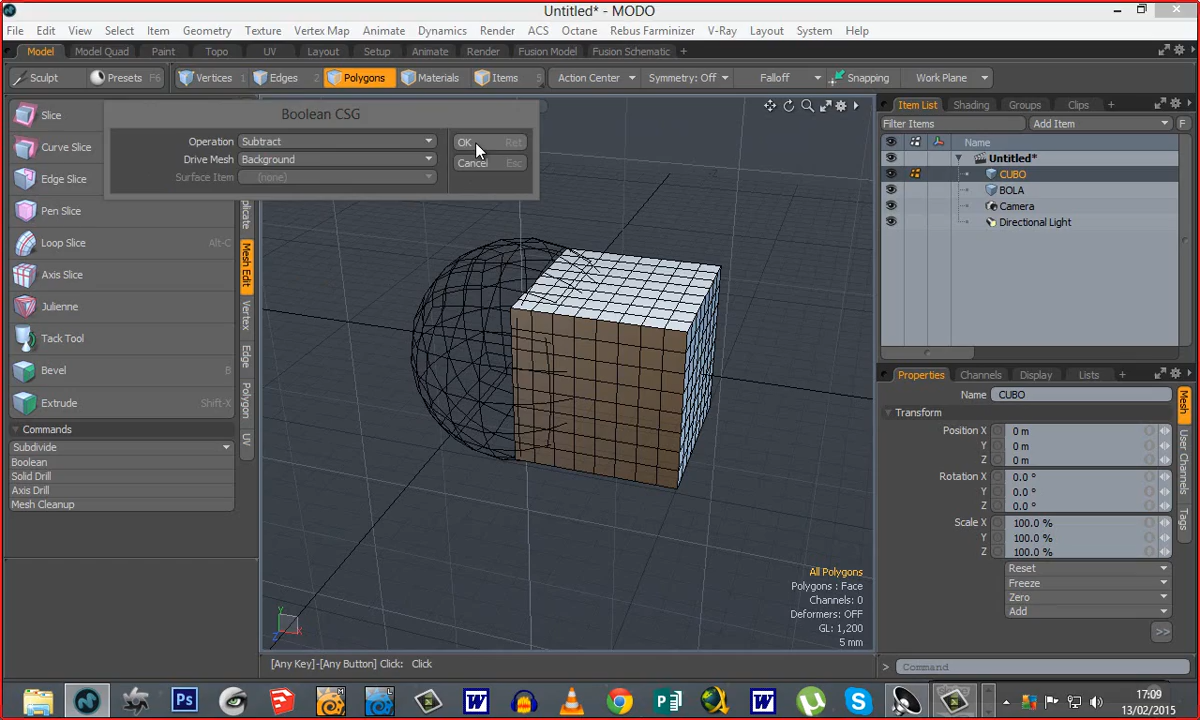 Untitled* - MODO
File Edit View Select Item Geometry Texture Vertex Map Animate Dynamics Render ACS Octane Rebus Farminizer V-Ray Layout System Help
Model Model Quad Paint Topo UV Layout Setup Animate Render Fusion Model Fusion Schematic +
Sculpt Presets F6 Vertices 1 Edges 2 Polygons Materials Items 5 Action Center Symmetry: Off Falloff Snapping Work Plane
Slice
Curve Slice
Edge Slice
Pen Slice
Loop Slice Alt-C
Axis Slice
Julienne
Tack Tool
Bevel B
Extrude Shift-X
Commands
Subdivide
Boolean
Solid Drill
Axis Drill
Mesh Cleanup
Mesh Edit
Vertex
Edge
Polygon
UV
Boolean CSG
Operation Subtract OK Ret
Drive Mesh Background Cancel Esc
Surface Item (none)
All Polygons
Polygons : Face
Channels: 0
Deformers: OFF
GL: 1,200
5 mm
Y
Z X
[Any Key]-[Any Button] Click: Click
Item List Shading Groups Clips +
Filter Items Add Item F
Name
Untitled*
CUBO
BOLA
Camera
Directional Light
Properties Channels Display Lists +
Name CUBO
Transform
Position X 0 m
Y 0 m
Z 0 m
Rotation X 0.0 °
Y 0.0 °
Z 0.0 °
Scale X 100.0 %
Y 100.0 %
Z 100.0 %
Reset
Freeze
Zero
Add
>>
Mesh
User Channels
Tags
> Command
17:09
13/02/2015